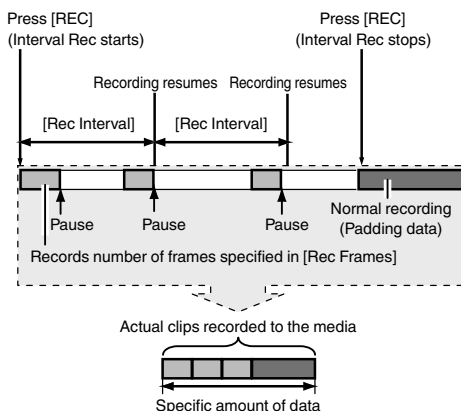 Press [REC]
(Interval Rec starts)
Press [REC]
(Interval Rec stops)
Recording resumes
Recording resumes
[Rec Interval]
[Rec Interval]
Pause
Pause
Pause
Normal recording
(Padding data)
Records number of frames specified in [Rec Frames]
Actual clips recorded to the media
Specific amount of data